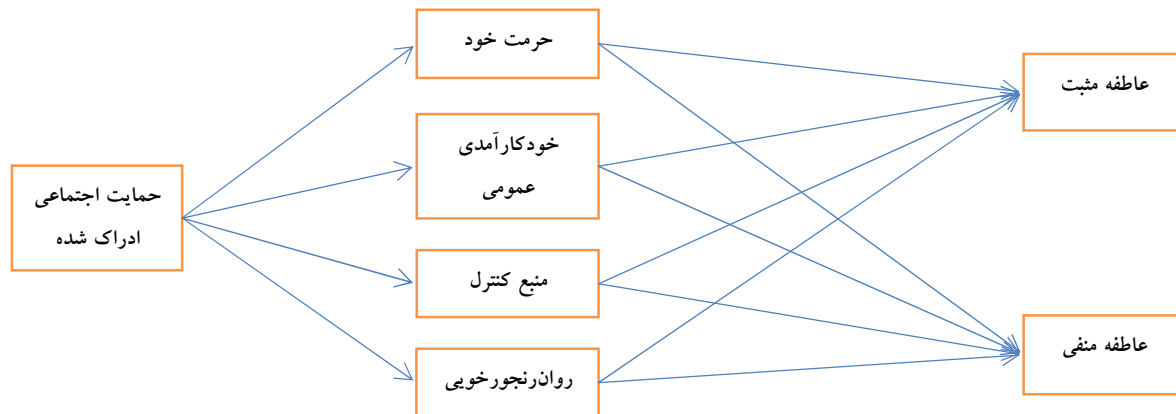 حرمت خود
عاطفه مثبت
خودکارآمدی
عمومی
حمایت اجتماعی
ادراک شده
منبع کنترل
عاطفه منفی
روان‌رنجورخویی